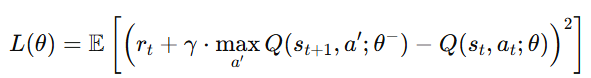 L(θ) = 𝔼[(r_t + γ · max_{a'} Q(s_{t+1}, a'; θ⁻) − Q(s_t, a_t; θ))²]